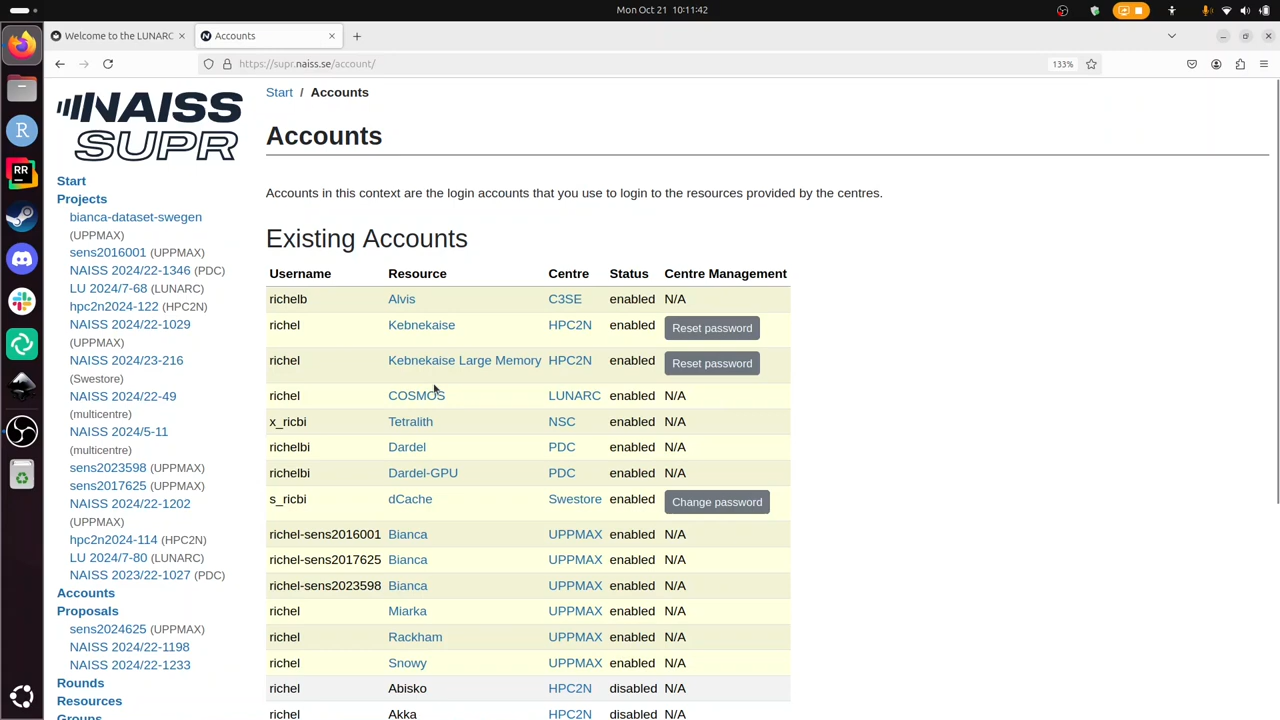 Mon Oct 21 10:11:42
Welcome to the LUNARC
Accounts
https://supr.naiss.se/account/
133%
NAISS
SUPR
Start
Projects
bianca-dataset-swegen
(UPPMAX)
sens2016001 (UPPMAX)
NAISS 2024/22-1346 (PDC)
LU 2024/7-68 (LUNARC)
hpc2n2024-122 (HPC2N)
NAISS 2024/22-1029
(UPPMAX)
NAISS 2024/23-216
(Swestore)
NAISS 2024/22-49
(multicentre)
NAISS 2024/5-11
(multicentre)
sens2023598 (UPPMAX)
sens2017625 (UPPMAX)
NAISS 2024/22-1202
(UPPMAX)
hpc2n2024-114 (HPC2N)
LU 2024/7-80 (LUNARC)
NAISS 2023/22-1027 (PDC)
Accounts
Proposals
sens2024625 (UPPMAX)
NAISS 2024/22-1198
NAISS 2024/22-1233
Rounds
Resources
Groups
Start / Accounts
Accounts
Accounts in this context are the login accounts that you use to login to the resources provided by the centres.
Existing Accounts
Username Resource Centre Status Centre Management
richelb Alvis C3SE enabled N/A
richel Kebnekaise HPC2N enabled Reset password
richel Kebnekaise Large Memory HPC2N enabled Reset password
richel COSMOS LUNARC enabled N/A
x_ricbi Tetralith NSC enabled N/A
richelbi Dardel PDC enabled N/A
richelbi Dardel-GPU PDC enabled N/A
s_ricbi dCache Swestore enabled Change password
richel-sens2016001 Bianca UPPMAX enabled N/A
richel-sens2017625 Bianca UPPMAX enabled N/A
richel-sens2023598 Bianca UPPMAX enabled N/A
richel Miarka UPPMAX enabled N/A
richel Rackham UPPMAX enabled N/A
richel Snowy UPPMAX enabled N/A
richel Abisko HPC2N disabled N/A
richel Akka HPC2N disabled N/A
R
RR